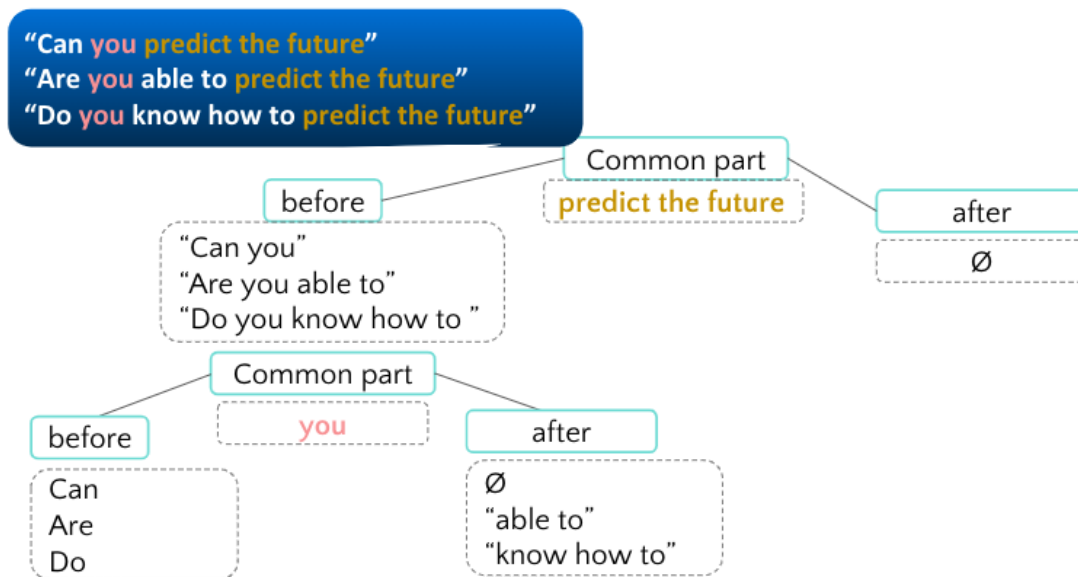 “Can you predict the future”
“Are you able to predict the future”
“Do you know how to predict the future”
Common part
predict the future
before
“Can you”
“Are you able to”
“Do you know how to ”
after
Ø
Common part
you
before
Can
Are
Do
after
Ø
“able to”
“know how to”